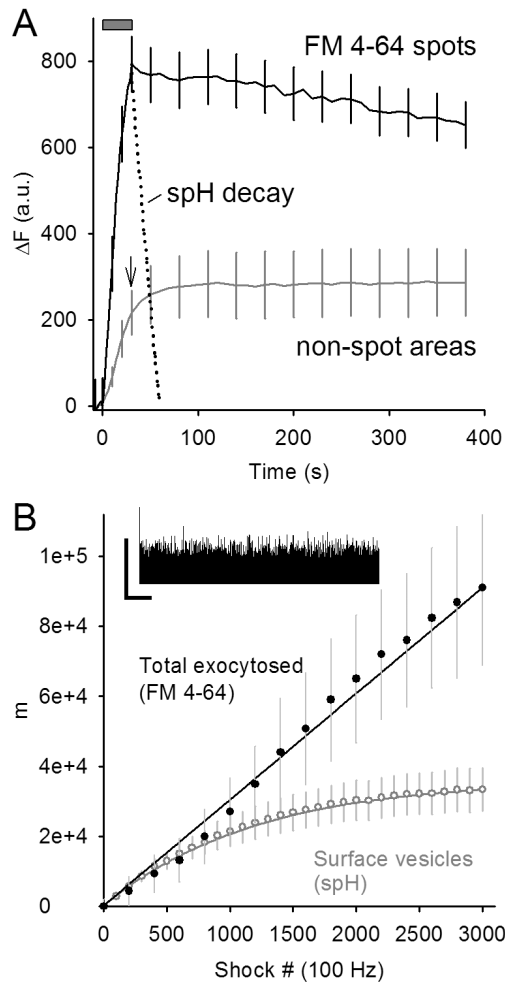 A
800
600
400
200
0
ΔF (a.u.)
FM 4-64 spots
spH decay
non-spot areas
0 100 200 300 400
Time (s)
B
1e+5
8e+4
6e+4
4e+4
2e+4
0
m
Total exocytosed
(FM 4-64)
Surface vesicles
(spH)
0 500 1000 1500 2000 2500 3000
Shock # (100 Hz)